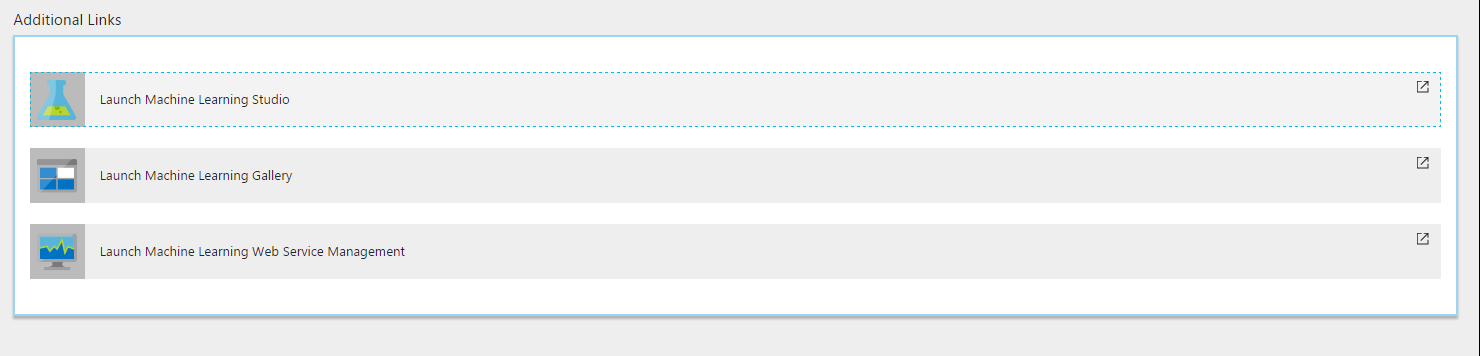 Additional Links
Launch Machine Learning Studio
Launch Machine Learning Gallery
Launch Machine Learning Web Service Management